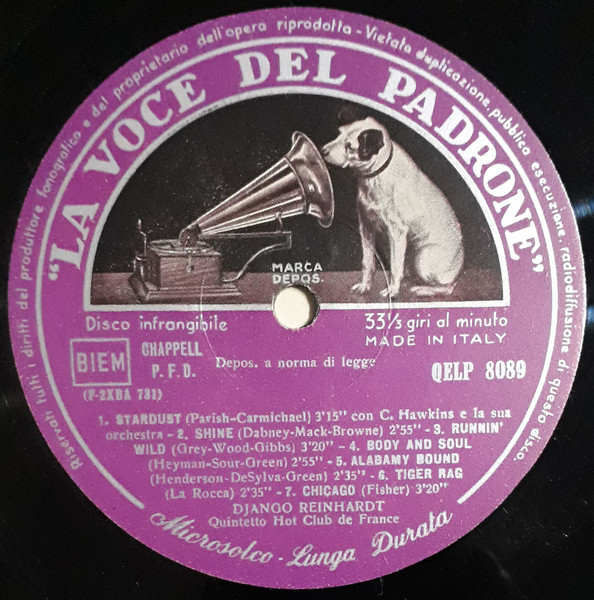 Riservati tutti i diritti del produttore fonografico e del proprietario dell'opera riprodotta - Vietata duplicazione, pubblica esecuzione, radiodiffusione di questo disco.
"LA VOCE DEL PADRONE"
MARCA
DEPOS.
Disco infrangibile
33⅓ giri al minuto
MADE IN ITALY
BIEM
CHAPPELL
P. F. D.
Depos. a norma di legge
QELP 8089
(F-2XBA 731)
1. STARDUST (Parish-Carmichael) 3'15" con C. Hawkins e la sua
orchestra - 2. SHINE (Dabney-Mack-Browne) 2'55" - 3. RUNNIN'
WILD (Grey-Wood-Gibbs) 3'20" - 4. BODY AND SOUL
(Heyman-Sour-Green) 2'55" - 5. ALABAMY BOUND
(Henderson-DeSylva-Green) 2'35" - 6. TIGER RAG
(La Rocca) 2'35" - 7. CHICAGO (Fisher) 3'20"
DJANGO REINHARDT
Quintetto Hot Club de France
Microsolco - Lunga Durata